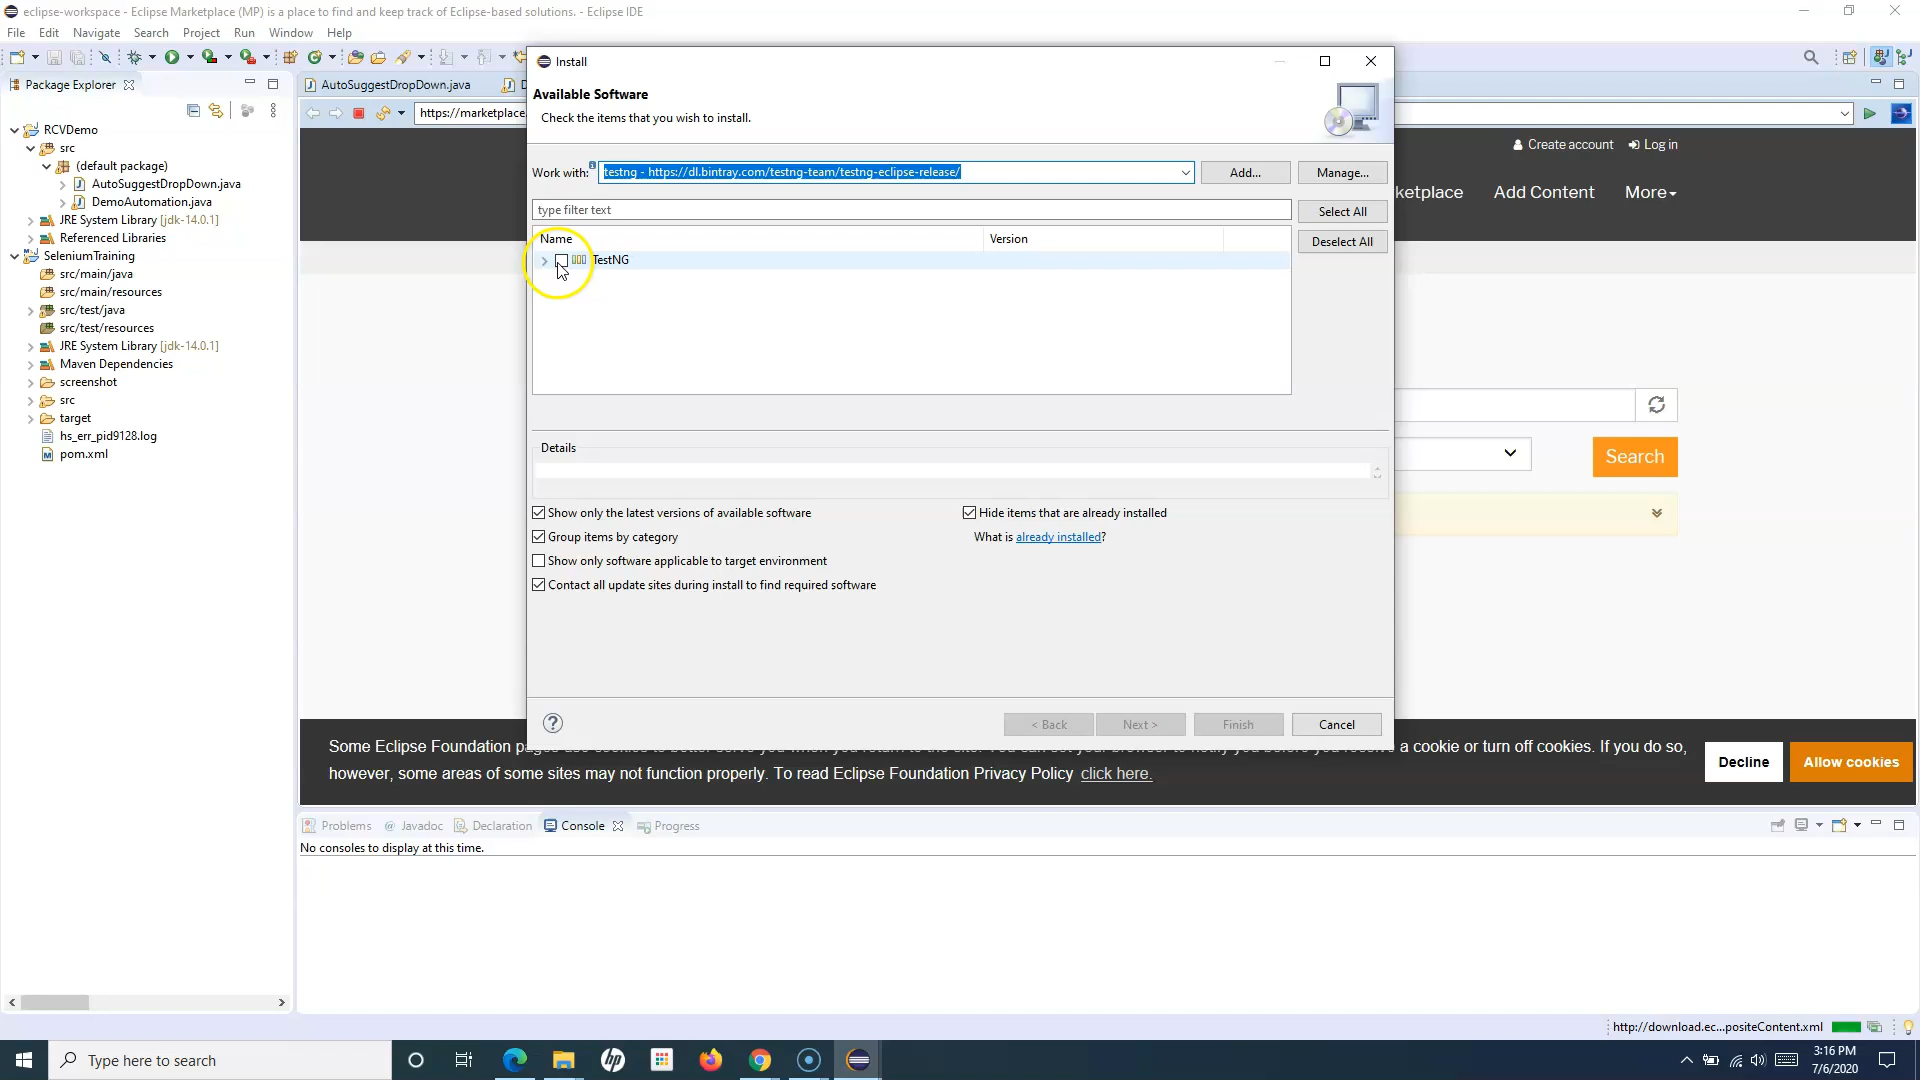 eclipse-workspace - Eclipse Marketplace (MP) is a place to find and keep track of Eclipse-based solutions. - Eclipse IDE
File Edit Navigate Search Project Run Window Help
Package Explorer
RCVDemo
src
(default package)
AutoSuggestDropDown.java
DemoAutomation.java
JRE System Library [jdk-14.0.1]
Referenced Libraries
SeleniumTraining
src/main/java
src/main/resources
src/test/java
src/test/resources
JRE System Library [jdk-14.0.1]
Maven Dependencies
screenshot
src
target
hs_err_pid9128.log
pom.xml
AutoSuggestDropDown.java
https://marketplace.
Create account Log in
ketplace Add Content More
Search
Install
Available Software
Check the items that you wish to install.
Work with: testng - https://dl.bintray.com/testng-team/testng-eclipse-release/ Add... Manage...
type filter text Select All
Name Version Deselect All
TestNG
Details
Show only the latest versions of available software Hide items that are already installed
Group items by category What is already installed?
Show only software applicable to target environment
Contact all update sites during install to find required software
? < Back Next > Finish Cancel
Some Eclipse Foundation a cookie or turn off cookies. If you do so,
however, some areas of some sites may not function properly. To read Eclipse Foundation Privacy Policy click here.
Decline Allow cookies
Problems @ Javadoc Declaration Console Progress
No consoles to display at this time.
http://download.ec...positeContent.xml
Type here to search
3:16 PM
7/6/2020